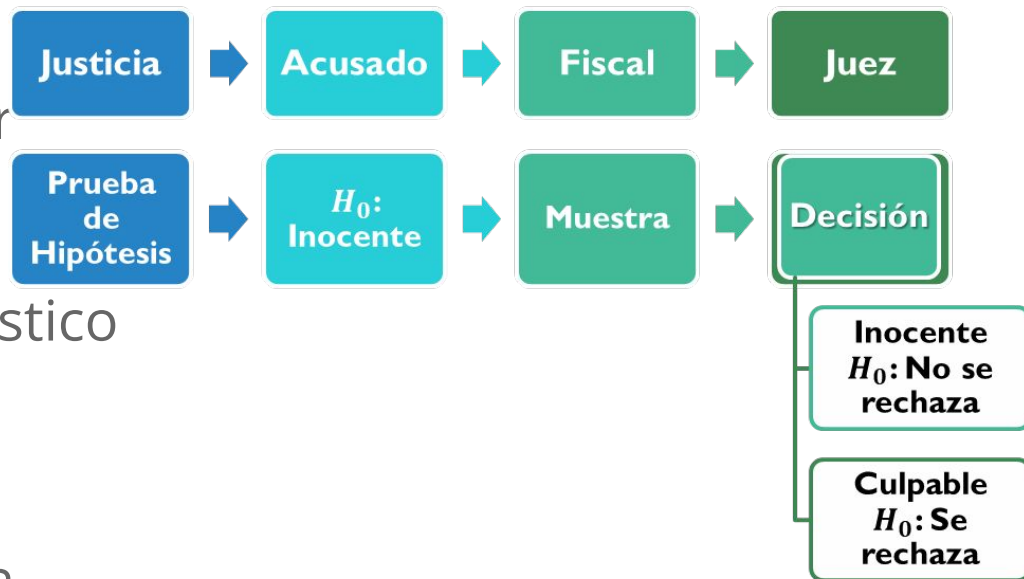 Justicia
Acusado
Fiscal
Juez
r
Prueba
de
Hipótesis
H₀:
Inocente
Muestra
Decisión
stico
Inocente
H₀: No se
rechaza
Culpable
H₀: Se
rechaza